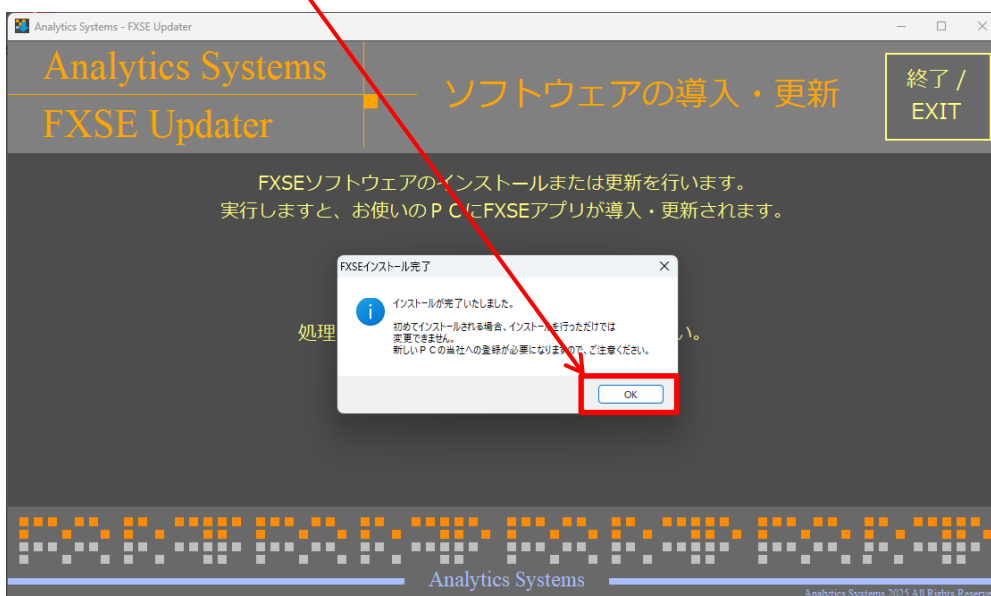 Analytics Systems - FXSE Updater
Analytics Systems
FXSE Updater
ソフトウェアの導入・更新
終了 /
EXIT
FXSEソフトウェアのインストールまたは更新を行います。
実行しますと、お使いのＰＣにFXSEアプリが導入・更新されます。
FXSEインストール完了
インストールが完了いたしました。
初めてインストールされる場合、インストールを行っただけでは
変更できません。
新しいＰＣの当社への登録が必要になりますので、ご注意ください。
処理
い。
OK
Analytics Systems
Analytics Systems 2025 All Rights Reserve